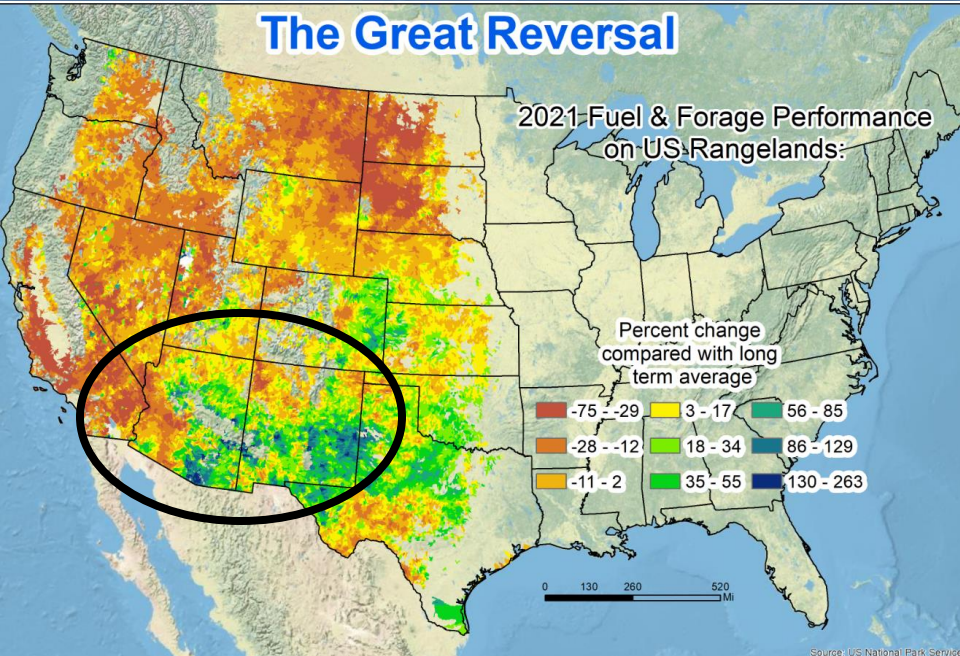 The Great Reversal
2021 Fuel & Forage Performance
on US Rangelands:
Percent change
compared with long
term average
-75 - -29 3 - 17 56 - 85
-28 - -12 18 - 34 86 - 129
-11 - 2 35 - 55 130 - 263
0 130 260 520
Mi
Source: US National Park Service